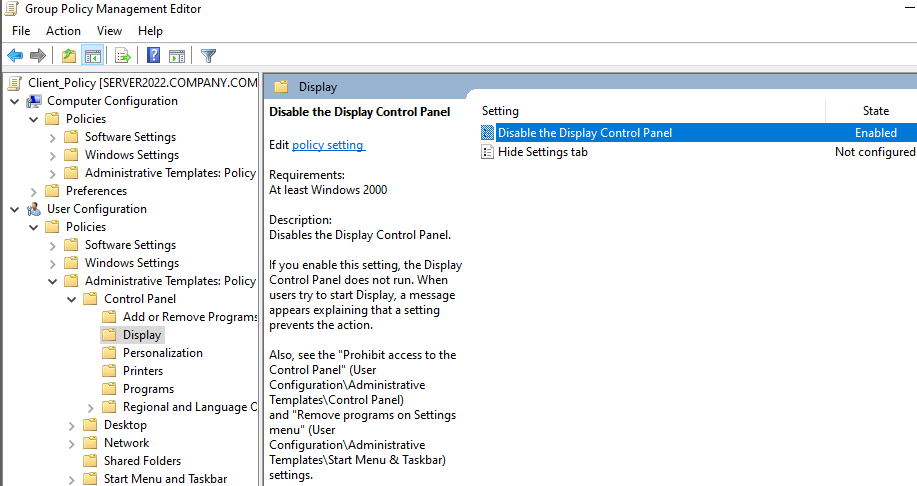 Group Policy Management Editor
File Action View Help
Client_Policy [SERVER2022.COMPANY.COM
Computer Configuration
Policies
Software Settings
Windows Settings
Administrative Templates: Policy
Preferences
User Configuration
Policies
Software Settings
Windows Settings
Administrative Templates: Policy
Control Panel
Add or Remove Programs
Display
Personalization
Printers
Programs
Regional and Language O
Desktop
Network
Shared Folders
Start Menu and Taskbar
Display
Disable the Display Control Panel
Edit policy setting
Requirements:
At least Windows 2000
Description:
Disables the Display Control Panel.
If you enable this setting, the Display
Control Panel does not run. When
users try to start Display, a message
appears explaining that a setting
prevents the action.
Also, see the "Prohibit access to the
Control Panel" (User
Configuration\Administrative
Templates\Control Panel)
and "Remove programs on Settings
menu" (User
Configuration\Administrative
Templates\Start Menu & Taskbar)
settings.
Setting State
Disable the Display Control Panel Enabled
Hide Settings tab Not configured